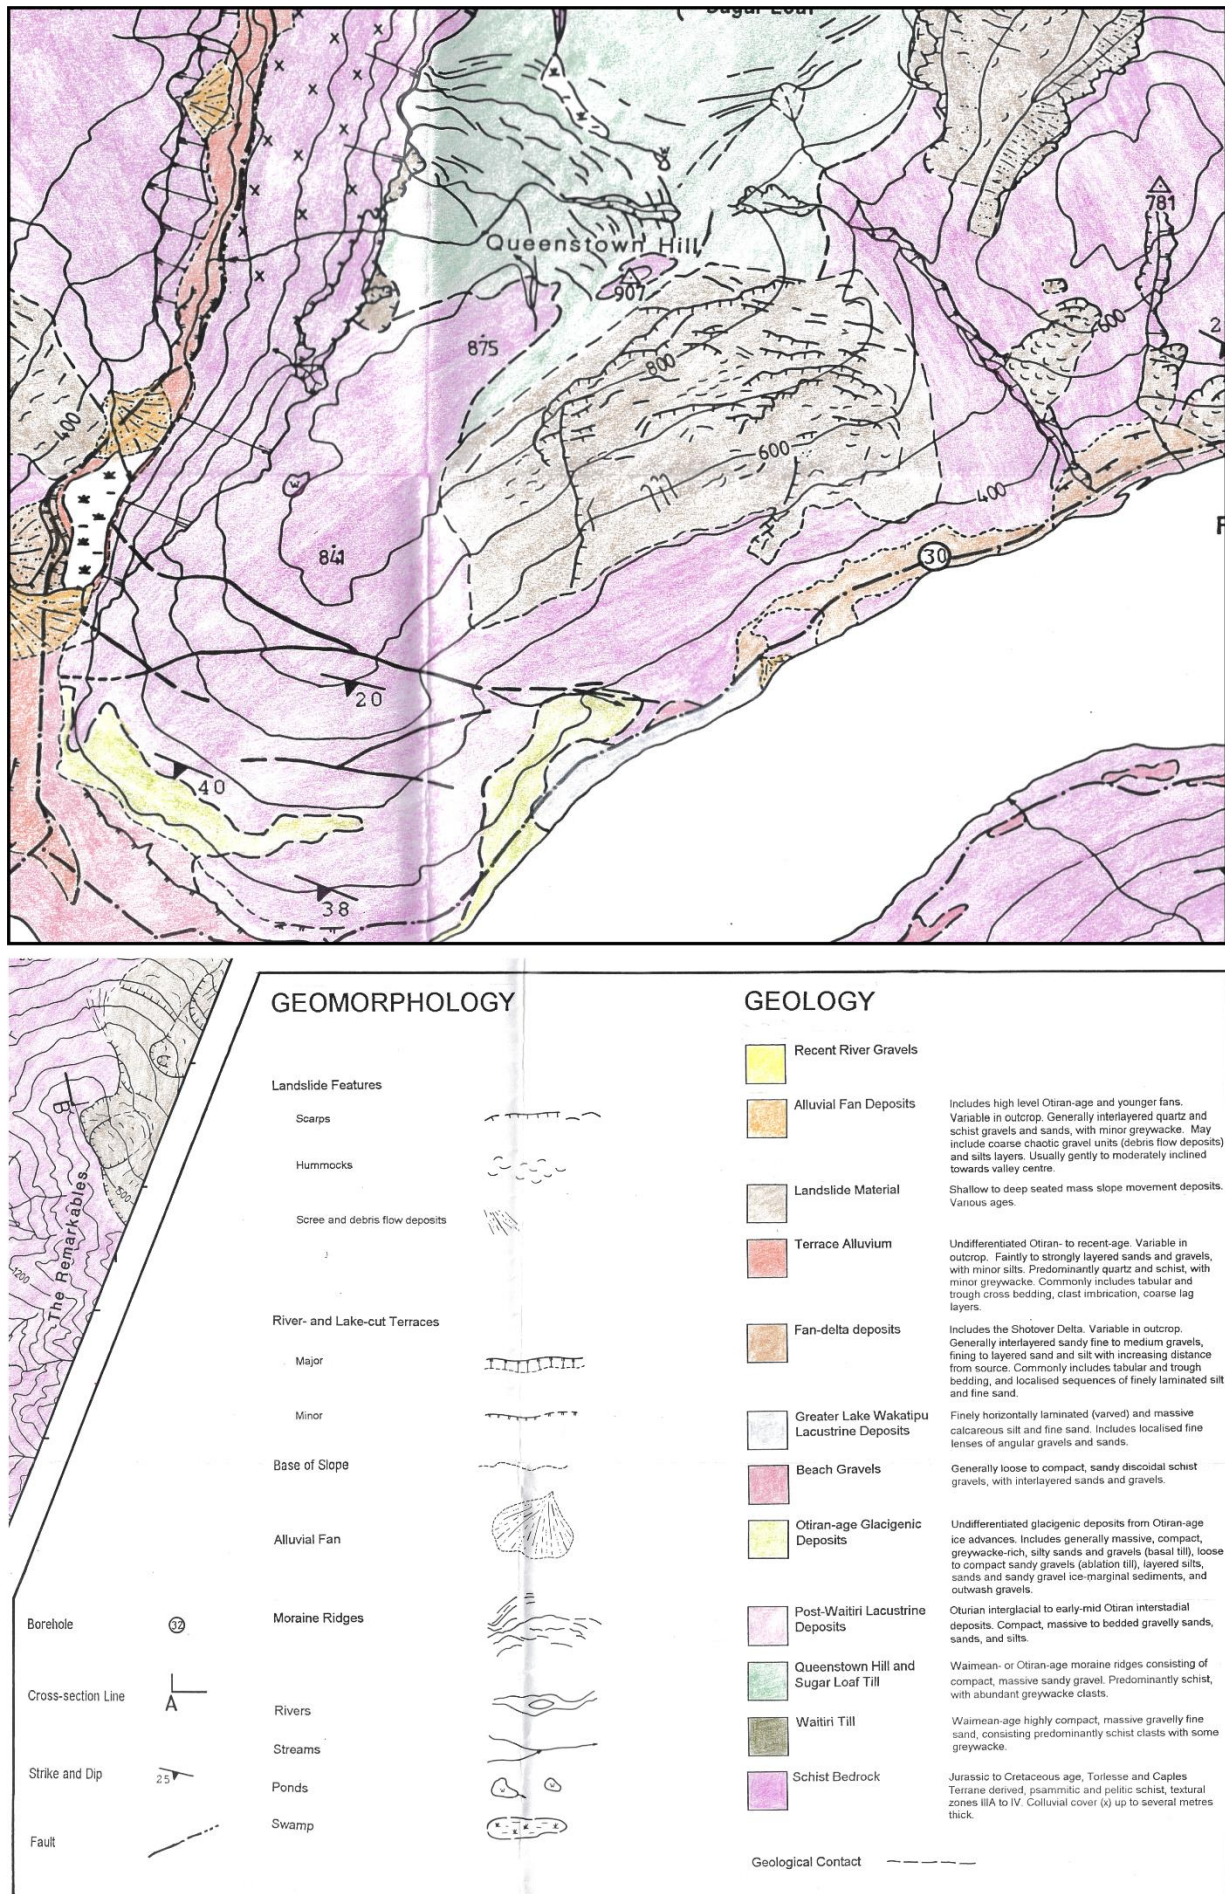 Sugar Loaf
781
Queenstown Hill
907
600
2
875
800
400
600
400
841
30
20
40
38
GEOMORPHOLOGY
GEOLOGY
Landslide Features
Scarps
Hummocks
Scree and debris flow deposits
River- and Lake-cut Terraces
Major
Minor
Base of Slope
Alluvial Fan
Moraine Ridges
Rivers
Streams
Ponds
Swamp
B
The Remarkables
500
1200
Borehole
32
Cross-section Line
A
Strike and Dip
25
Fault
Recent River Gravels
Alluvial Fan Deposits
Includes high level Otiran-age and younger fans.
Variable in outcrop. Generally interlayered quartz and
schist gravels and sands, with minor greywacke. May
include coarse chaotic gravel units (debris flow deposits)
and silts layers. Usually gently to moderately inclined
towards valley centre.
Landslide Material
Shallow to deep seated mass slope movement deposits.
Various ages.
Terrace Alluvium
Undifferentiated Otiran- to recent-age. Variable in
outcrop. Faintly to strongly layered sands and gravels,
with minor silts. Predominantly quartz and schist, with
minor greywacke. Commonly includes tabular and
trough cross bedding, clast imbrication, coarse lag
layers.
Fan-delta deposits
Includes the Shotover Delta. Variable in outcrop.
Generally interlayered sandy fine to medium gravels,
fining to layered sand and silt with increasing distance
from source. Commonly includes tabular and trough
bedding, and localised sequences of finely laminated silt
and fine sand.
Greater Lake Wakatipu
Lacustrine Deposits
Finely horizontally laminated (varved) and massive
calcareous silt and fine sand. Includes localised fine
lenses of angular gravels and sands.
Beach Gravels
Generally loose to compact, sandy discoidal schist
gravels, with interlayered sands and gravels.
Otiran-age Glacigenic
Deposits
Undifferentiated glacigenic deposits from Otiran-age
ice advances. Includes generally massive, compact,
greywacke-rich, silty sands and gravels (basal till), loose
to compact sandy gravels (ablation till), layered silts,
sands and sandy gravel ice-marginal sediments, and
outwash gravels.
Post-Waitiri Lacustrine
Deposits
Oturian interglacial to early-mid Otiran interstadial
deposits. Compact, massive to bedded gravelly sands,
sands, and silts.
Queenstown Hill and
Sugar Loaf Till
Waimean- or Otiran-age moraine ridges consisting of
compact, massive sandy gravel. Predominantly schist,
with abundant greywacke clasts.
Waitiri Till
Waimean-age highly compact, massive gravelly fine
sand, consisting predominantly schist clasts with some
greywacke.
Schist Bedrock
Jurassic to Cretaceous age, Torlesse and Caples
Terrane derived, psammitic and pelitic schist, textural
zones IIIA to IV. Colluvial cover (x) up to several metres
thick.
Geological Contact